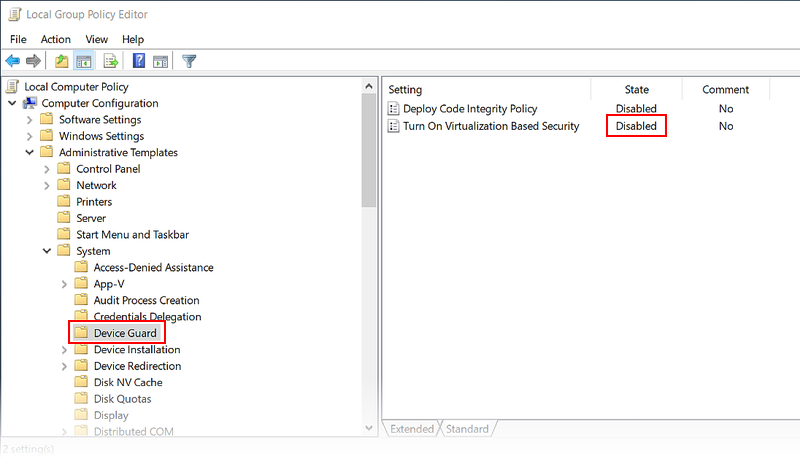 Local Group Policy Editor
File Action View Help
Local Computer Policy
Computer Configuration
Software Settings
Windows Settings
Administrative Templates
Control Panel
Network
Printers
Server
Start Menu and Taskbar
System
Access-Denied Assistance
App-V
Audit Process Creation
Credentials Delegation
Device Guard
Device Installation
Device Redirection
Disk NV Cache
Disk Quotas
Display
Distributed COM
Setting State Comment
Deploy Code Integrity Policy Disabled No
Turn On Virtualization Based Security Disabled No
Extended Standard
2 setting(s)